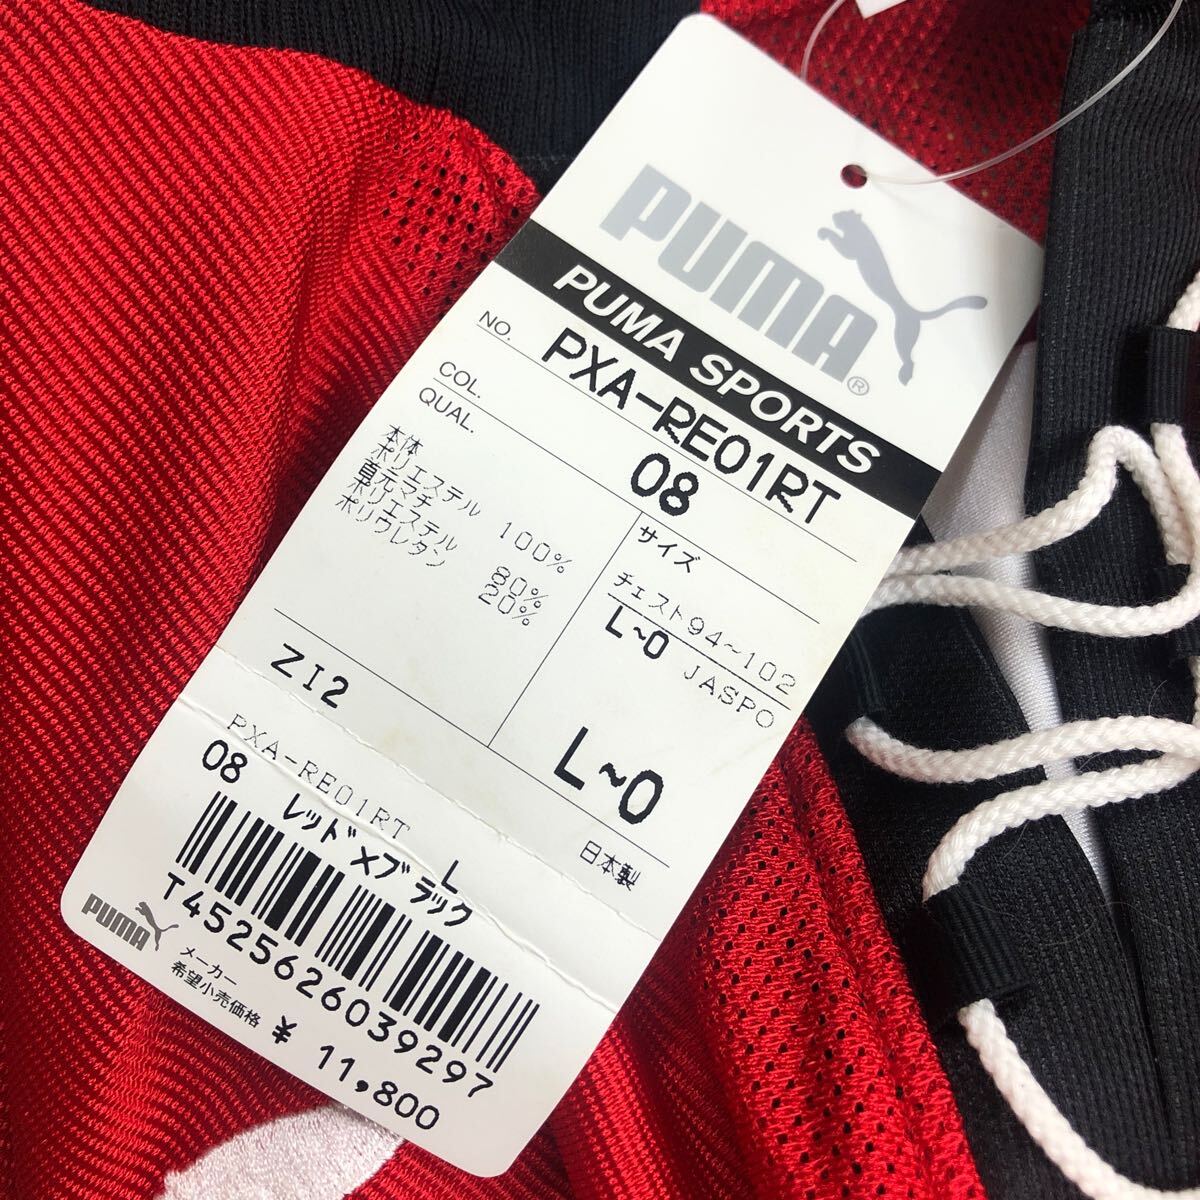 PUMA®
PUMA SPORTS
NO. PXA-RE01RT
COL. 08
QUAL.
本体
ポリエステル 100%
真元マチ
ポリエステル 80%
ポリウレタン 20%
サイズ
チェスト94~102
L~O JASPO
ZI2
L~O
日本製
PXA-RE01RT L
08 レッド×ブラック
T4525626039297
PUMA
メーカー
希望小売価格 ¥ 11,800